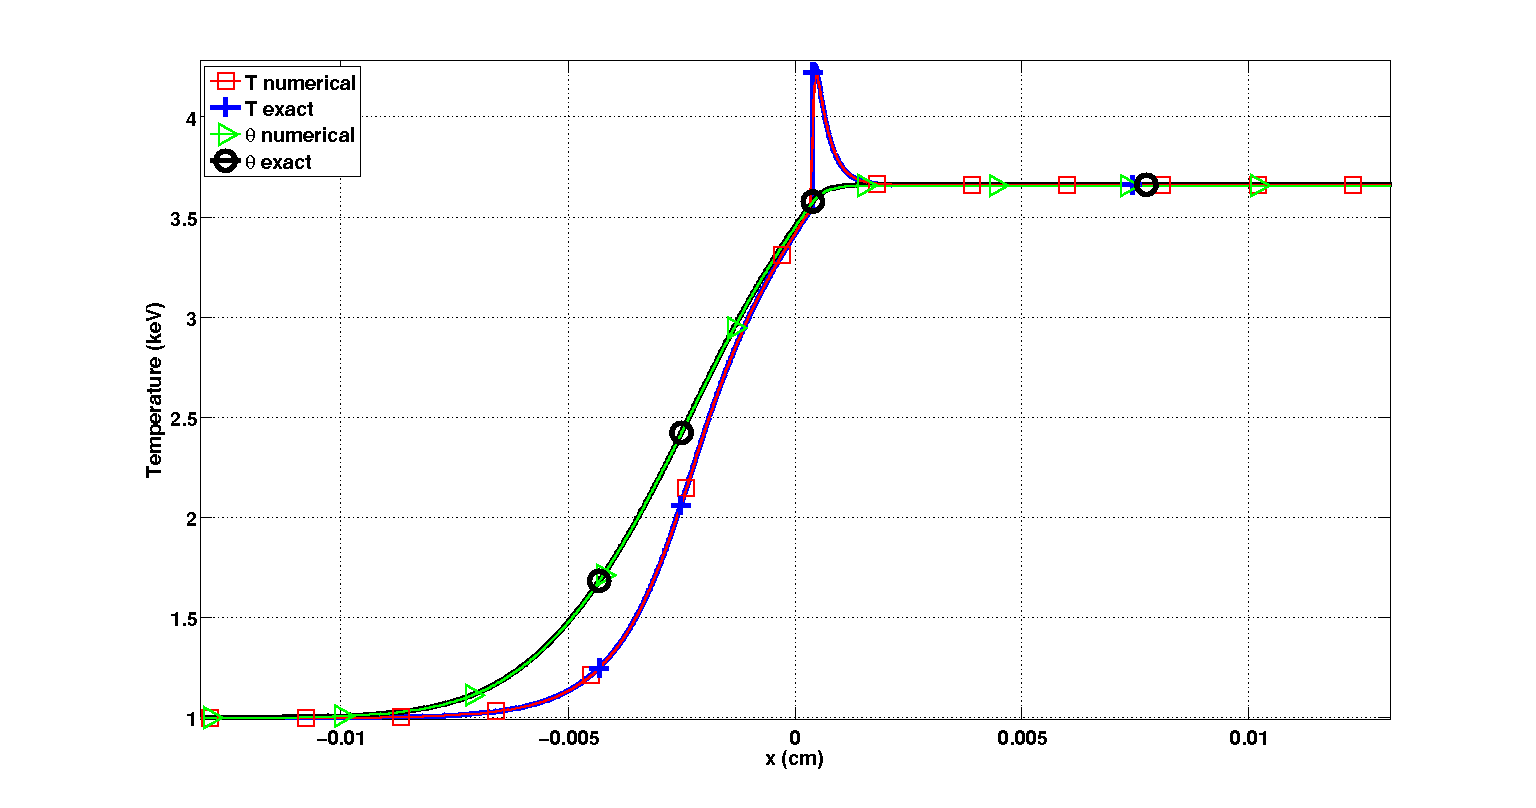 T numerical
T exact
θ numerical
θ exact
4
3.5
3
2.5
2
1.5
1
Temperature (keV)
−0.01
−0.005
0
0.005
0.01
x (cm)